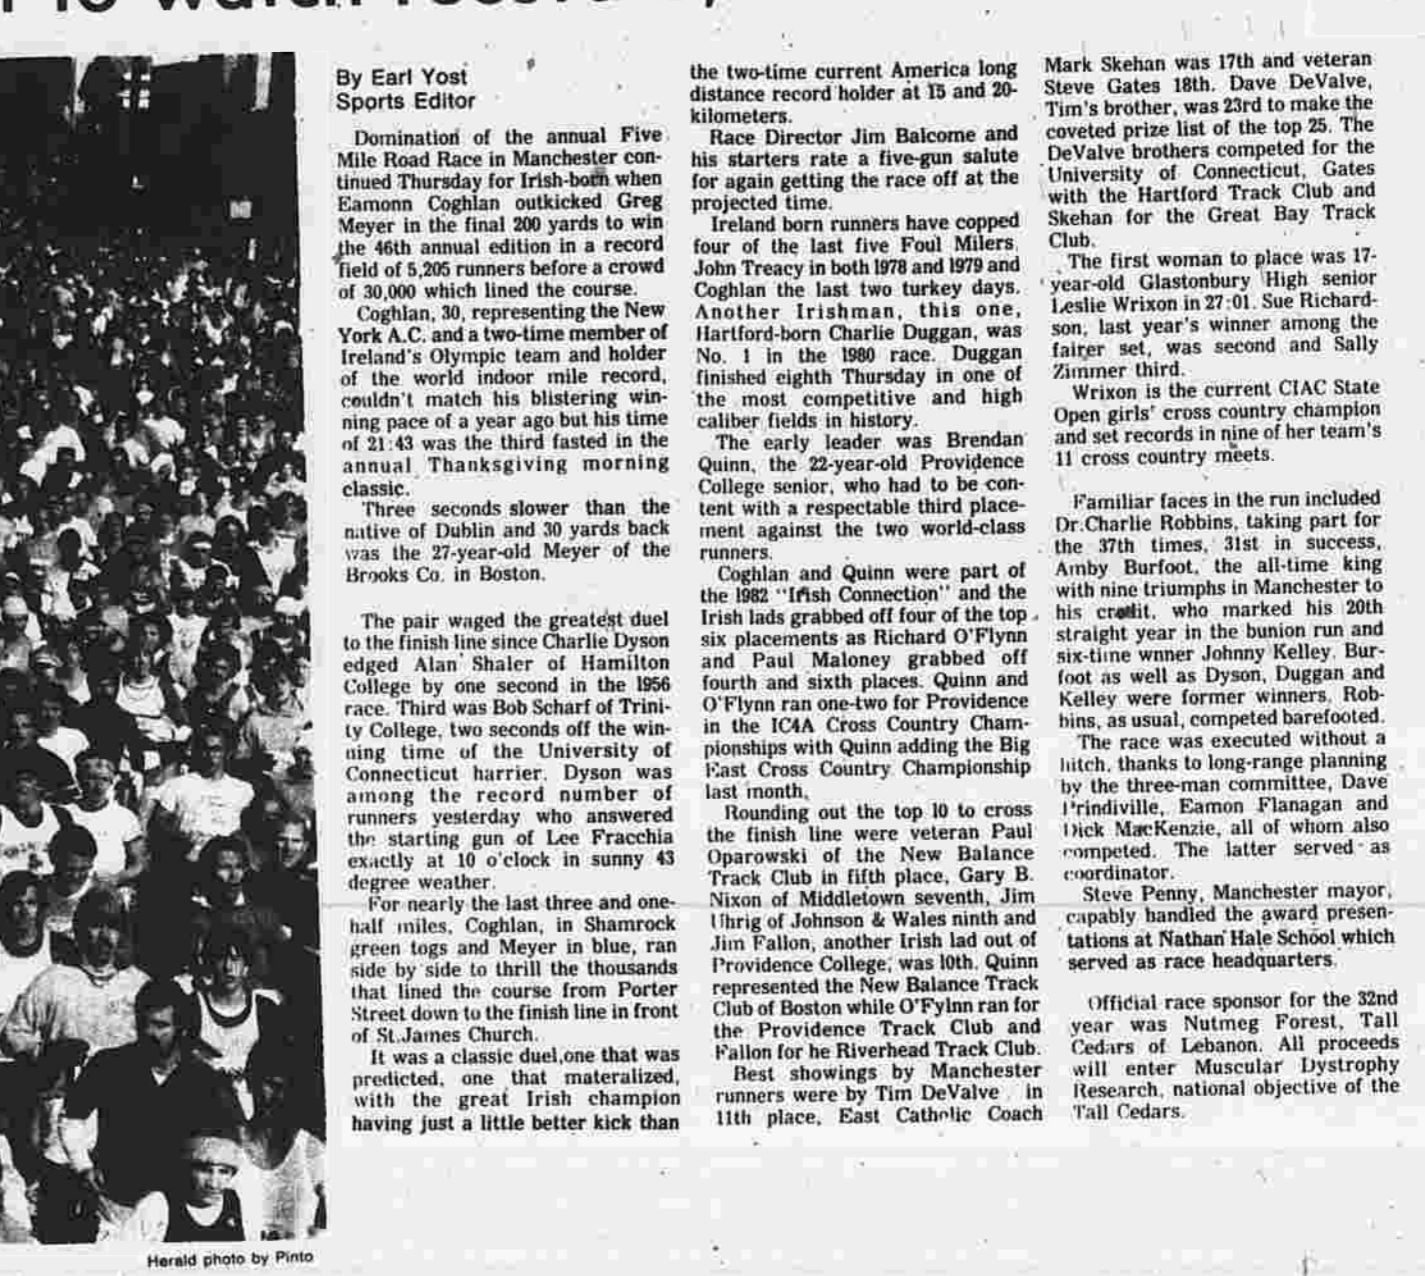 By Earl Yost
Sports Editor
Domination of the annual Five
Mile Road Race in Manchester con-
tinued Thursday for Irish-born when
Eamonn Coghlan outkicked Greg
Meyer in the final 200 yards to win
the 46th annual edition in a record
field of 5,205 runners before a crowd
of 30,000 which lined the course.
Coghlan, 30, representing the New
York A.C. and a two-time member of
Ireland's Olympic team and holder
of the world indoor mile record,
couldn't match his blistering win-
ning pace of a year ago but his time
of 21:43 was the third fasted in the
annual Thanksgiving morning
classic.
Three seconds slower than the
native of Dublin and 30 yards back
was the 27-year-old Meyer of the
Brooks Co. in Boston.
The pair waged the greatest duel
to the finish line since Charlie Dyson
edged Alan Shaler of Hamilton
College by one second in the 1956
race. Third was Bob Scharf of Trini-
ty College, two seconds off the win-
ning time of the University of
Connecticut harrier. Dyson was
among the record number of
runners yesterday who answered
the starting gun of Lee Fracchia
exactly at 10 o'clock in sunny 43
degree weather.
For nearly the last three and one-
half miles, Coghlan, in Shamrock
green togs and Meyer in blue, ran
side by side to thrill the thousands
that lined the course from Porter
Street down to the finish line in front
of St.James Church.
It was a classic duel,one that was
predicted, one that materalized,
with the great Irish champion
having just a little better kick than
the two-time current America long
distance record holder at 15 and 20-
kilometers.
Race Director Jim Balcome and
his starters rate a five-gun salute
for again getting the race off at the
projected time.
Ireland born runners have copped
four of the last five Foul Milers,
John Treacy in both 1978 and 1979 and
Coghlan the last two turkey days.
Another Irishman, this one,
Hartford-born Charlie Duggan, was
No. 1 in the 1980 race. Duggan
finished eighth Thursday in one of
the most competitive and high
caliber fields in history.
The early leader was Brendan
Quinn, the 22-year-old Providence
College senior, who had to be con-
tent with a respectable third place-
ment against the two world-class
runners.
Coghlan and Quinn were part of
the 1982 "Irish Connection" and the
Irish lads grabbed off four of the top
six placements as Richard O'Flynn
and Paul Maloney grabbed off
fourth and sixth places. Quinn and
O'Flynn ran one-two for Providence
in the IC4A Cross Country Cham-
pionships with Quinn adding the Big
East Cross Country Championship
last month.
Rounding out the top 10 to cross
the finish line were veteran Paul
Oparowski of the New Balance
Track Club in fifth place, Gary B.
Nixon of Middletown seventh, Jim
Uhrig of Johnson & Wales ninth and
Jim Fallon, another Irish lad out of
Providence College, was 10th. Quinn
represented the New Balance Track
Club of Boston while O'Fylnn ran for
the Providence Track Club and
Fallon for he Riverhead Track Club.
Best showings by Manchester
runners were by Tim DeValve in
11th place, East Catholic Coach
Mark Skehan was 17th and veteran
Steve Gates 18th. Dave DeValve,
Tim's brother, was 23rd to make the
coveted prize list of the top 25. The
DeValve brothers competed for the
University of Connecticut, Gates
with the Hartford Track Club and
Skehan for the Great Bay Track
Club.
The first woman to place was 17-
year-old Glastonbury High senior
Leslie Wrixon in 27:01. Sue Richard-
son, last year's winner among the
fairer set, was second and Sally
Zimmer third.
Wrixon is the current CIAC State
Open girls' cross country champion
and set records in nine of her team's
11 cross country meets.
Familiar faces in the run included
Dr.Charlie Robbins, taking part for
the 37th times, 31st in success,
Amby Burfoot, the all-time king
with nine triumphs in Manchester to
his credit, who marked his 20th
straight year in the bunion run and
six-time wnner Johnny Kelley. Bur-
foot as well as Dyson, Duggan and
Kelley were former winners. Rob-
bins, as usual, competed barefooted.
The race was executed without a
hitch, thanks to long-range planning
by the three-man committee, Dave
Prindiville, Eamon Flanagan and
Dick MacKenzie, all of whom also
competed. The latter served as
coordinator.
Steve Penny, Manchester mayor,
capably handled the award presen-
tations at Nathan Hale School which
served as race headquarters.
Official race sponsor for the 32nd
year was Nutmeg Forest, Tall
Cedars of Lebanon. All proceeds
will enter Muscular Dystrophy
Research, national objective of the
Tall Cedars.
Herald photo by Pinto